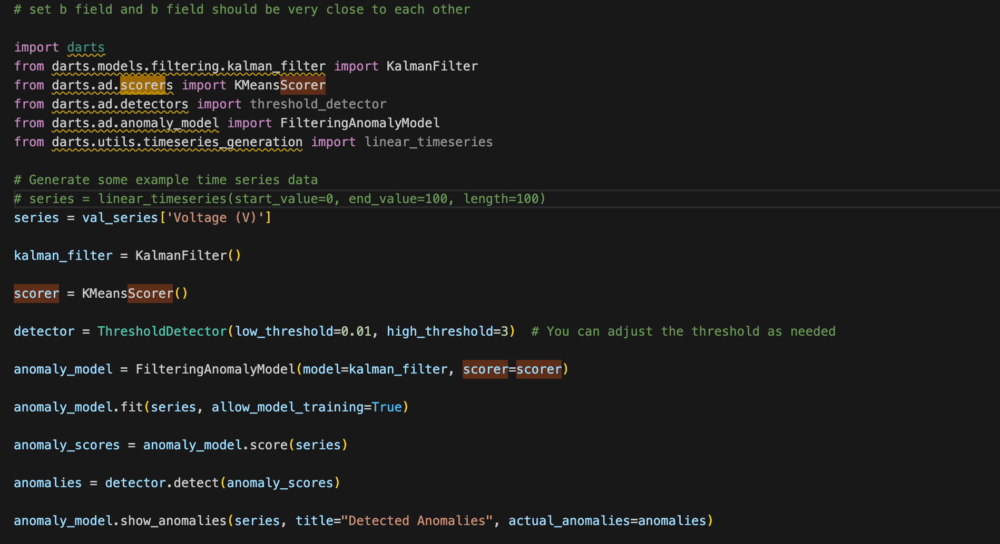 # set b field and b field should be very close to each other
import darts
from darts.models.filtering.kalman_filter import KalmanFilter
from darts.ad.scorers import KMeansScorer
from darts.ad.detectors import threshold_detector
from darts.ad.anomaly_model import FilteringAnomalyModel
from darts.utils.timeseries_generation import linear_timeseries
# Generate some example time series data
# series = linear_timeseries(start_value=0, end_value=100, length=100)
series = val_series['Voltage (V)']
kalman_filter = KalmanFilter()
scorer = KMeansScorer()
detector = ThresholdDetector(low_threshold=0.01, high_threshold=3)  # You can adjust the threshold as needed
anomaly_model = FilteringAnomalyModel(model=kalman_filter, scorer=scorer)
anomaly_model.fit(series, allow_model_training=True)
anomaly_scores = anomaly_model.score(series)
anomalies = detector.detect(anomaly_scores)
anomaly_model.show_anomalies(series, title="Detected Anomalies", actual_anomalies=anomalies)